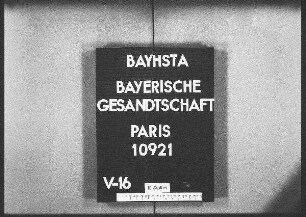 BAYHSTA
BAYERISCHE
GESANDTSCHAFT
PARIS
10921
V-16